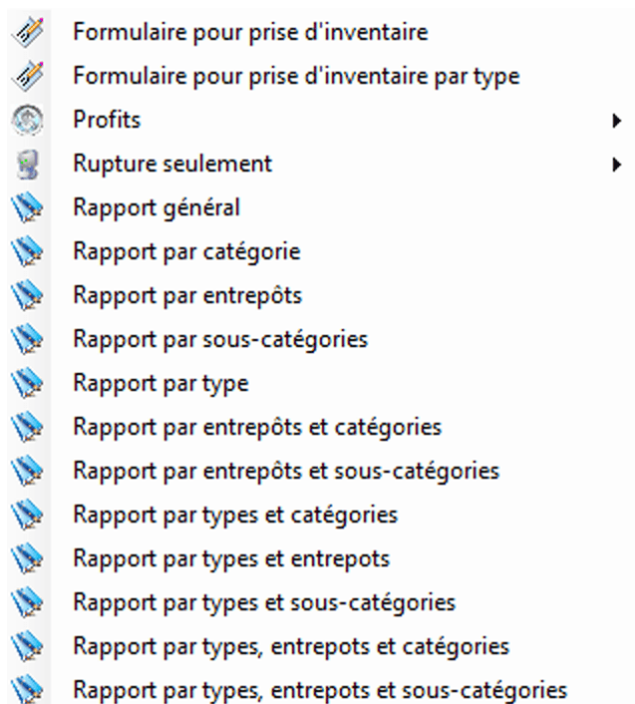 Formulaire pour prise d'inventaire
Formulaire pour prise d'inventaire par type
Profits
Rupture seulement
Rapport général
Rapport par catégorie
Rapport par entrepôts
Rapport par sous-catégories
Rapport par type
Rapport par entrepôts et catégories
Rapport par entrepôts et sous-catégories
Rapport par types et catégories
Rapport par types et entrepots
Rapport par types et sous-catégories
Rapport par types, entrepots et catégories
Rapport par types, entrepots et sous-catégories